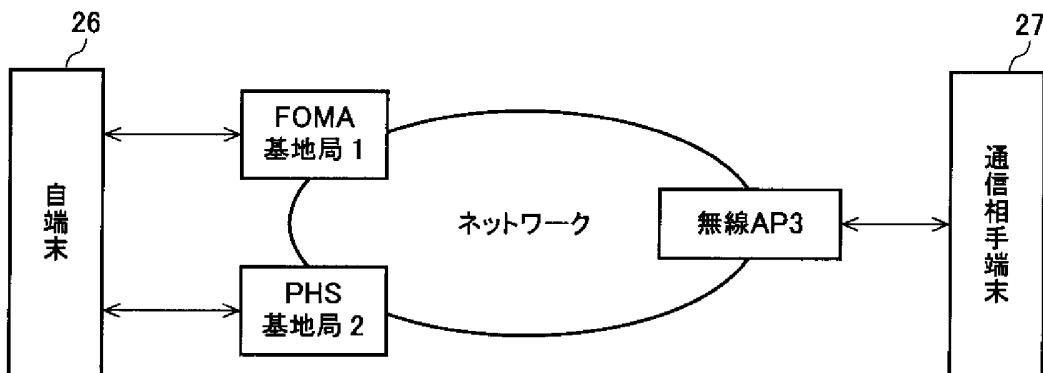 26
27
自端末
FOMA
基地局1
PHS
基地局2
ネットワーク
無線AP3
通信相手端末